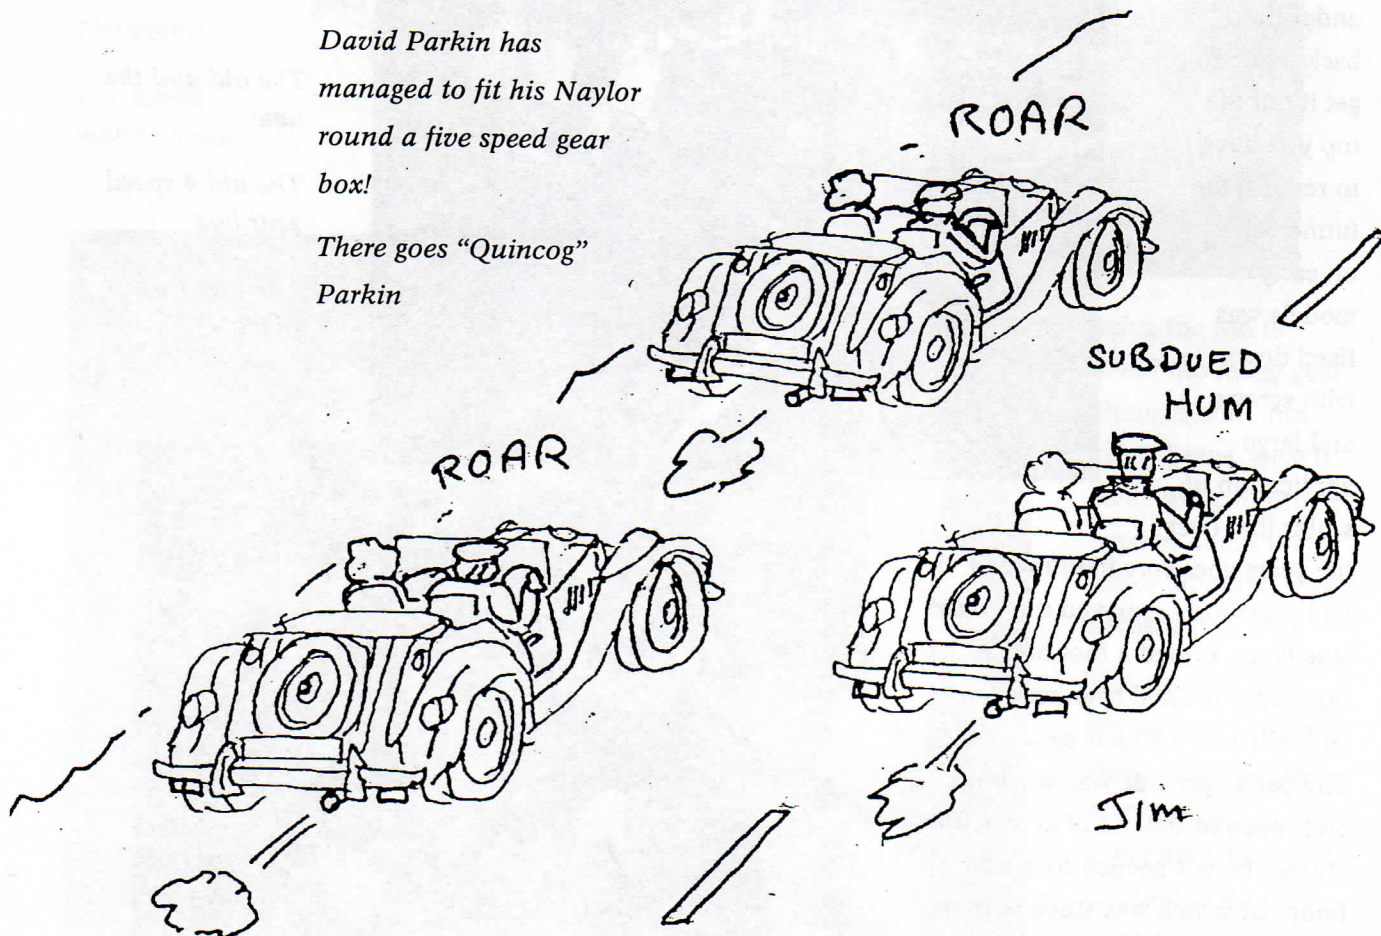 David Parkin has
managed to fit his Naylor
round a five speed gear
box!
There goes "Quincog"
Parkin
ROAR
SUBDUED
HUM
ROAR
Jim